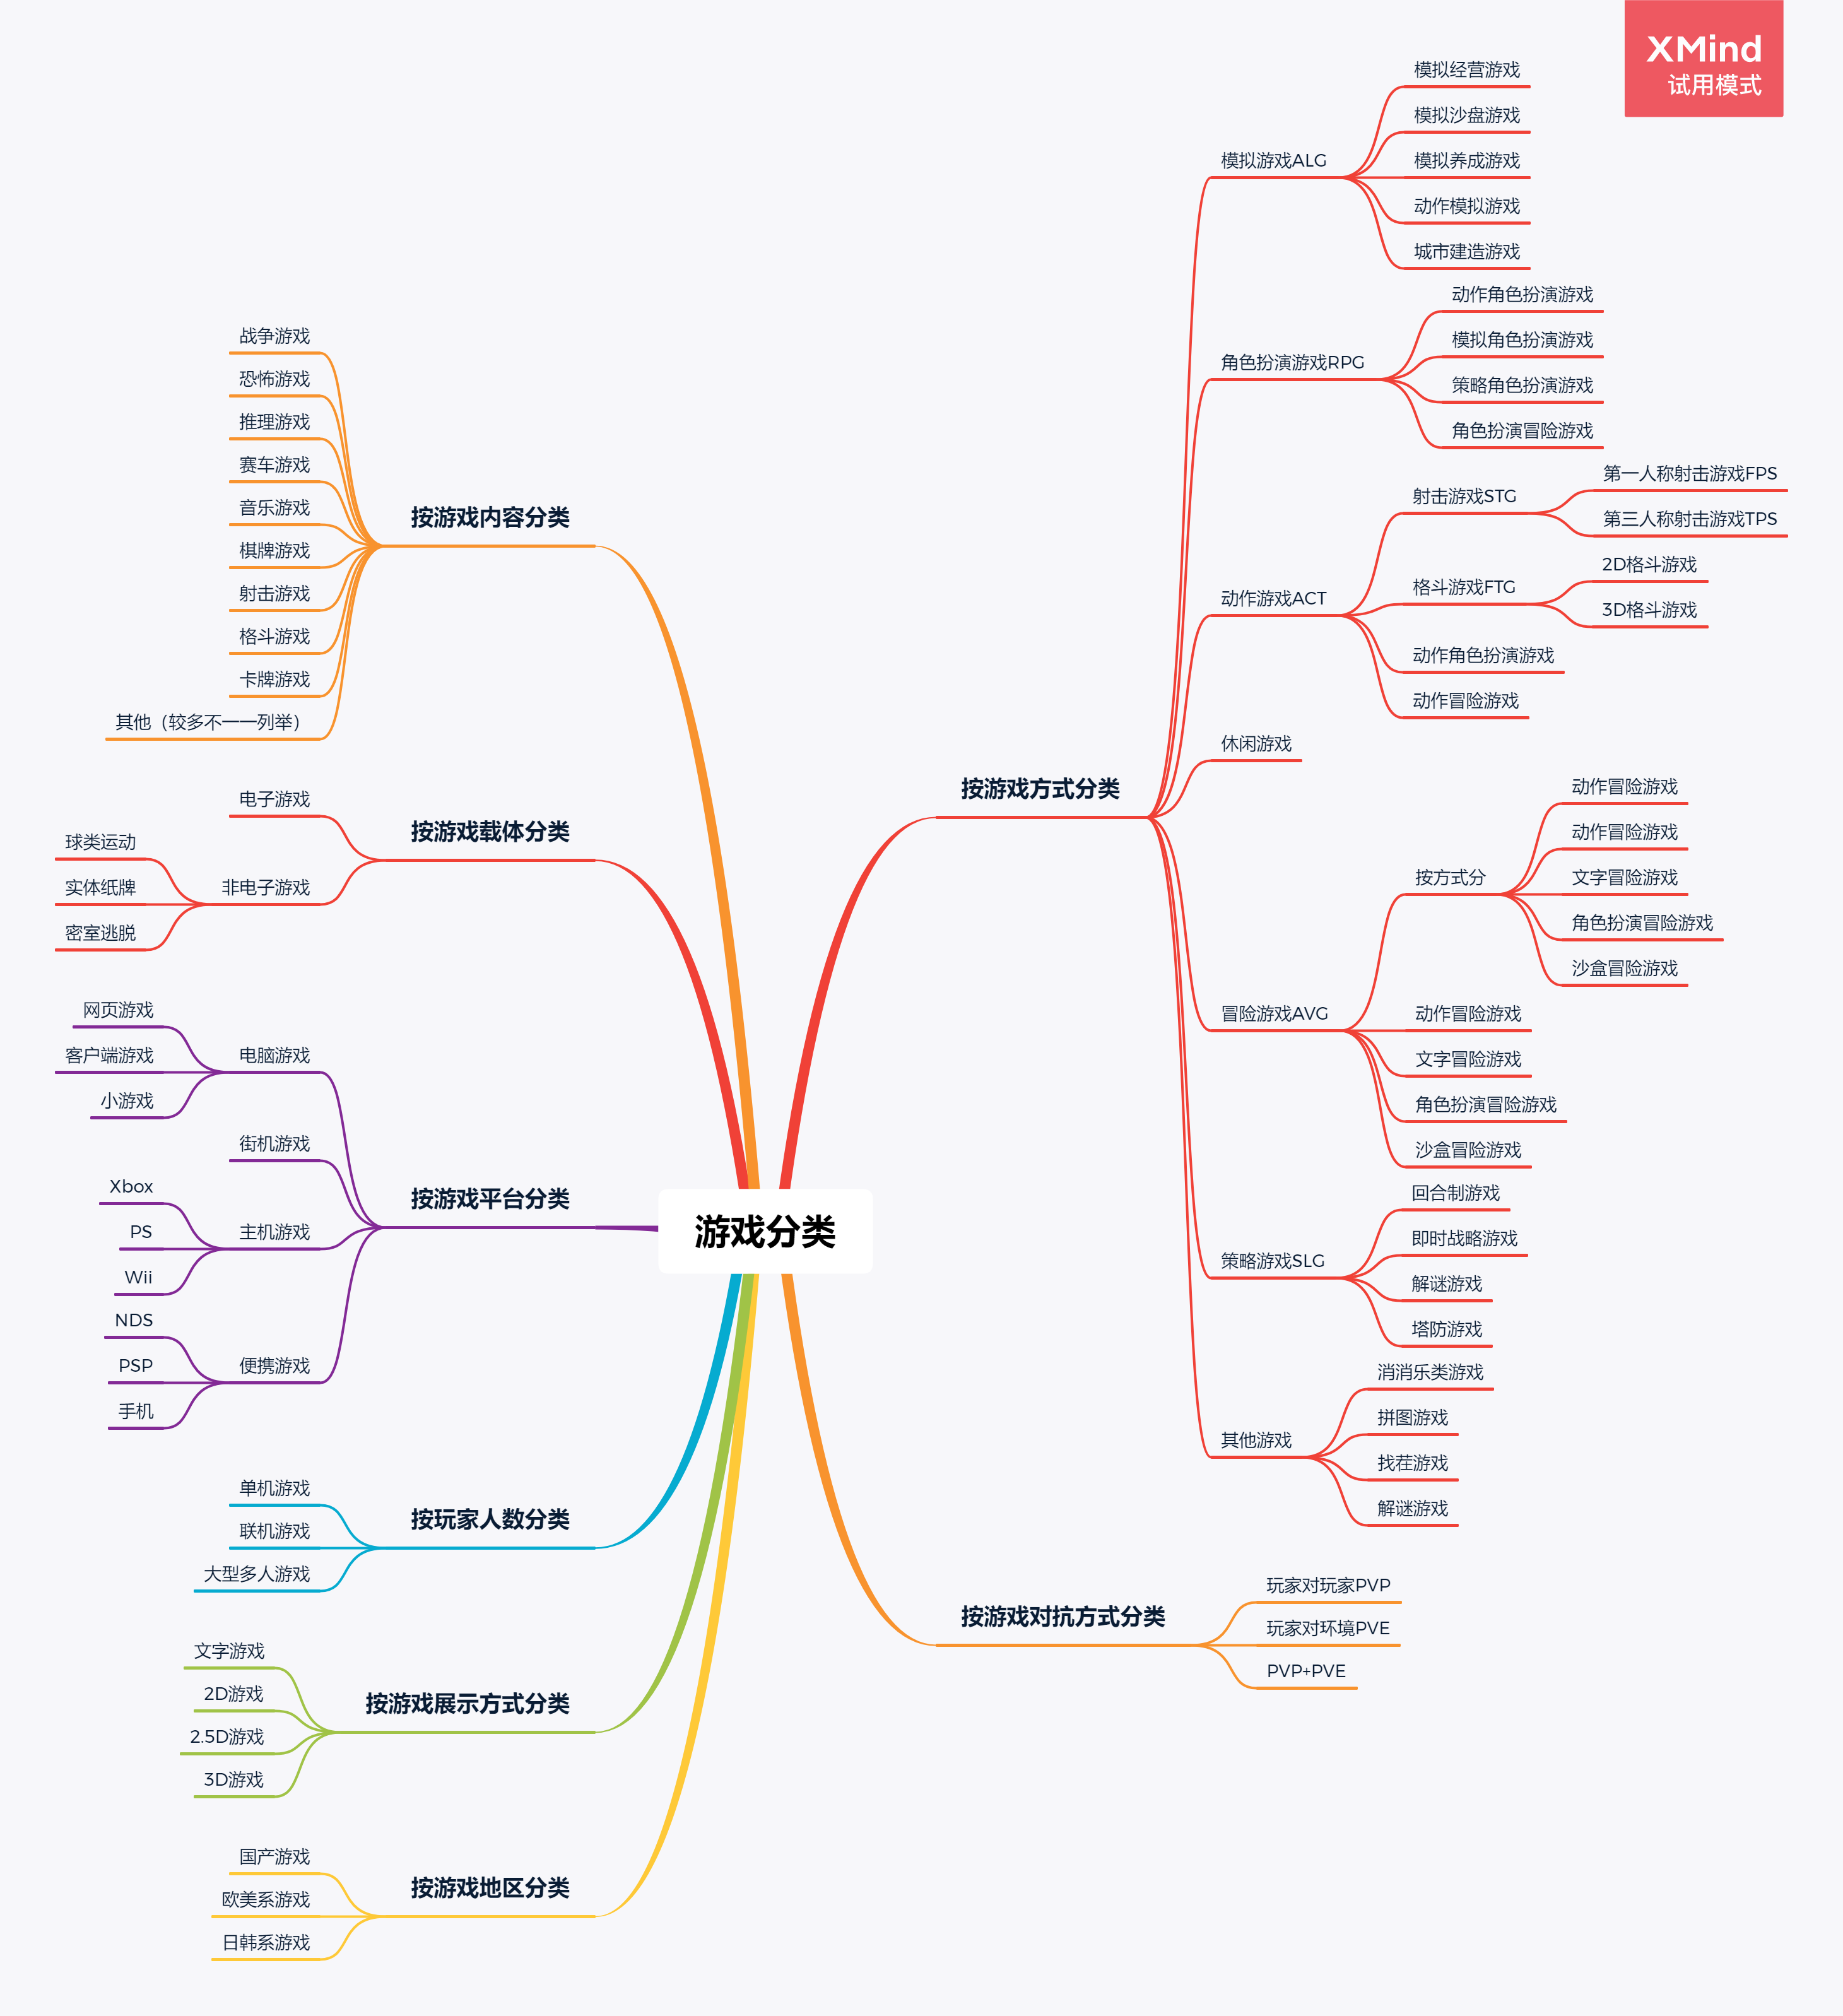 XMind
试用模式
游戏分类
按游戏方式分类
模拟游戏ALG
模拟经营游戏
模拟沙盘游戏
模拟养成游戏
动作模拟游戏
城市建造游戏
角色扮演游戏RPG
动作角色扮演游戏
模拟角色扮演游戏
策略角色扮演游戏
角色扮演冒险游戏
动作游戏ACT
射击游戏STG
第一人称射击游戏FPS
第三人称射击游戏TPS
格斗游戏FTG
2D格斗游戏
3D格斗游戏
动作角色扮演游戏
动作冒险游戏
休闲游戏
冒险游戏AVG
按方式分
动作冒险游戏
动作冒险游戏
文字冒险游戏
角色扮演冒险游戏
沙盒冒险游戏
动作冒险游戏
文字冒险游戏
角色扮演冒险游戏
沙盒冒险游戏
策略游戏SLG
回合制游戏
即时战略游戏
解谜游戏
塔防游戏
其他游戏
消消乐类游戏
拼图游戏
找茬游戏
解谜游戏
按游戏对抗方式分类
玩家对玩家PVP
玩家对环境PVE
PVP+PVE
按游戏内容分类
战争游戏
恐怖游戏
推理游戏
赛车游戏
音乐游戏
棋牌游戏
射击游戏
格斗游戏
卡牌游戏
其他（较多不一一列举）
按游戏载体分类
电子游戏
非电子游戏
球类运动
实体纸牌
密室逃脱
按游戏平台分类
电脑游戏
网页游戏
客户端游戏
小游戏
街机游戏
主机游戏
Xbox
PS
Wii
便携游戏
NDS
PSP
手机
按玩家人数分类
单机游戏
联机游戏
大型多人游戏
按游戏展示方式分类
文字游戏
2D游戏
2.5D游戏
3D游戏
按游戏地区分类
国产游戏
欧美系游戏
日韩系游戏